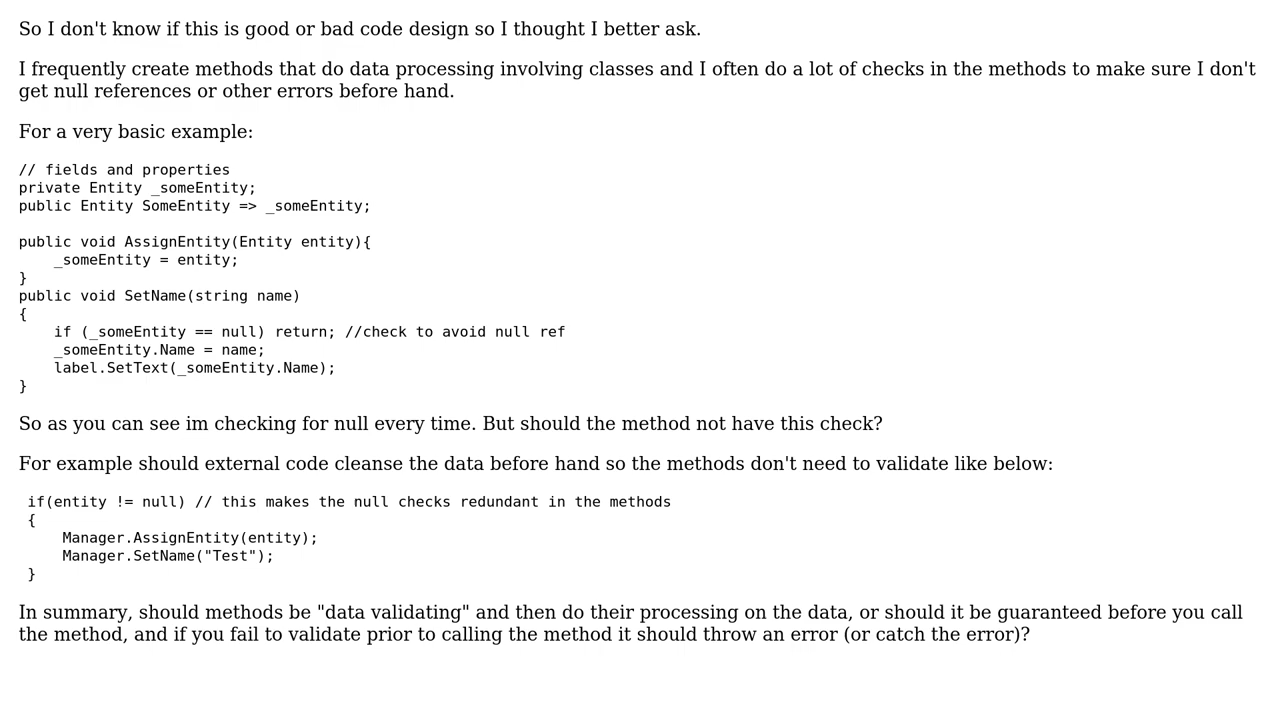 So I don't know if this is good or bad code design so I thought I better ask.
I frequently create methods that do data processing involving classes and I often do a lot of checks in the methods to make sure I don't
get null references or other errors before hand.
For a very basic example:
// fields and properties
private Entity _someEntity;
public Entity SomeEntity => _someEntity;

public void AssignEntity(Entity entity){
    _someEntity = entity;
}
public void SetName(string name)
{
    if (_someEntity == null) return; //check to avoid null ref
    _someEntity.Name = name;
    label.SetText(_someEntity.Name);
}
So as you can see im checking for null every time. But should the method not have this check?
For example should external code cleanse the data before hand so the methods don't need to validate like below:
 if(entity != null) // this makes the null checks redundant in the methods
 {
     Manager.AssignEntity(entity);
     Manager.SetName("Test");
 }
In summary, should methods be "data validating" and then do their processing on the data, or should it be guaranteed before you call
the method, and if you fail to validate prior to calling the method it should throw an error (or catch the error)?